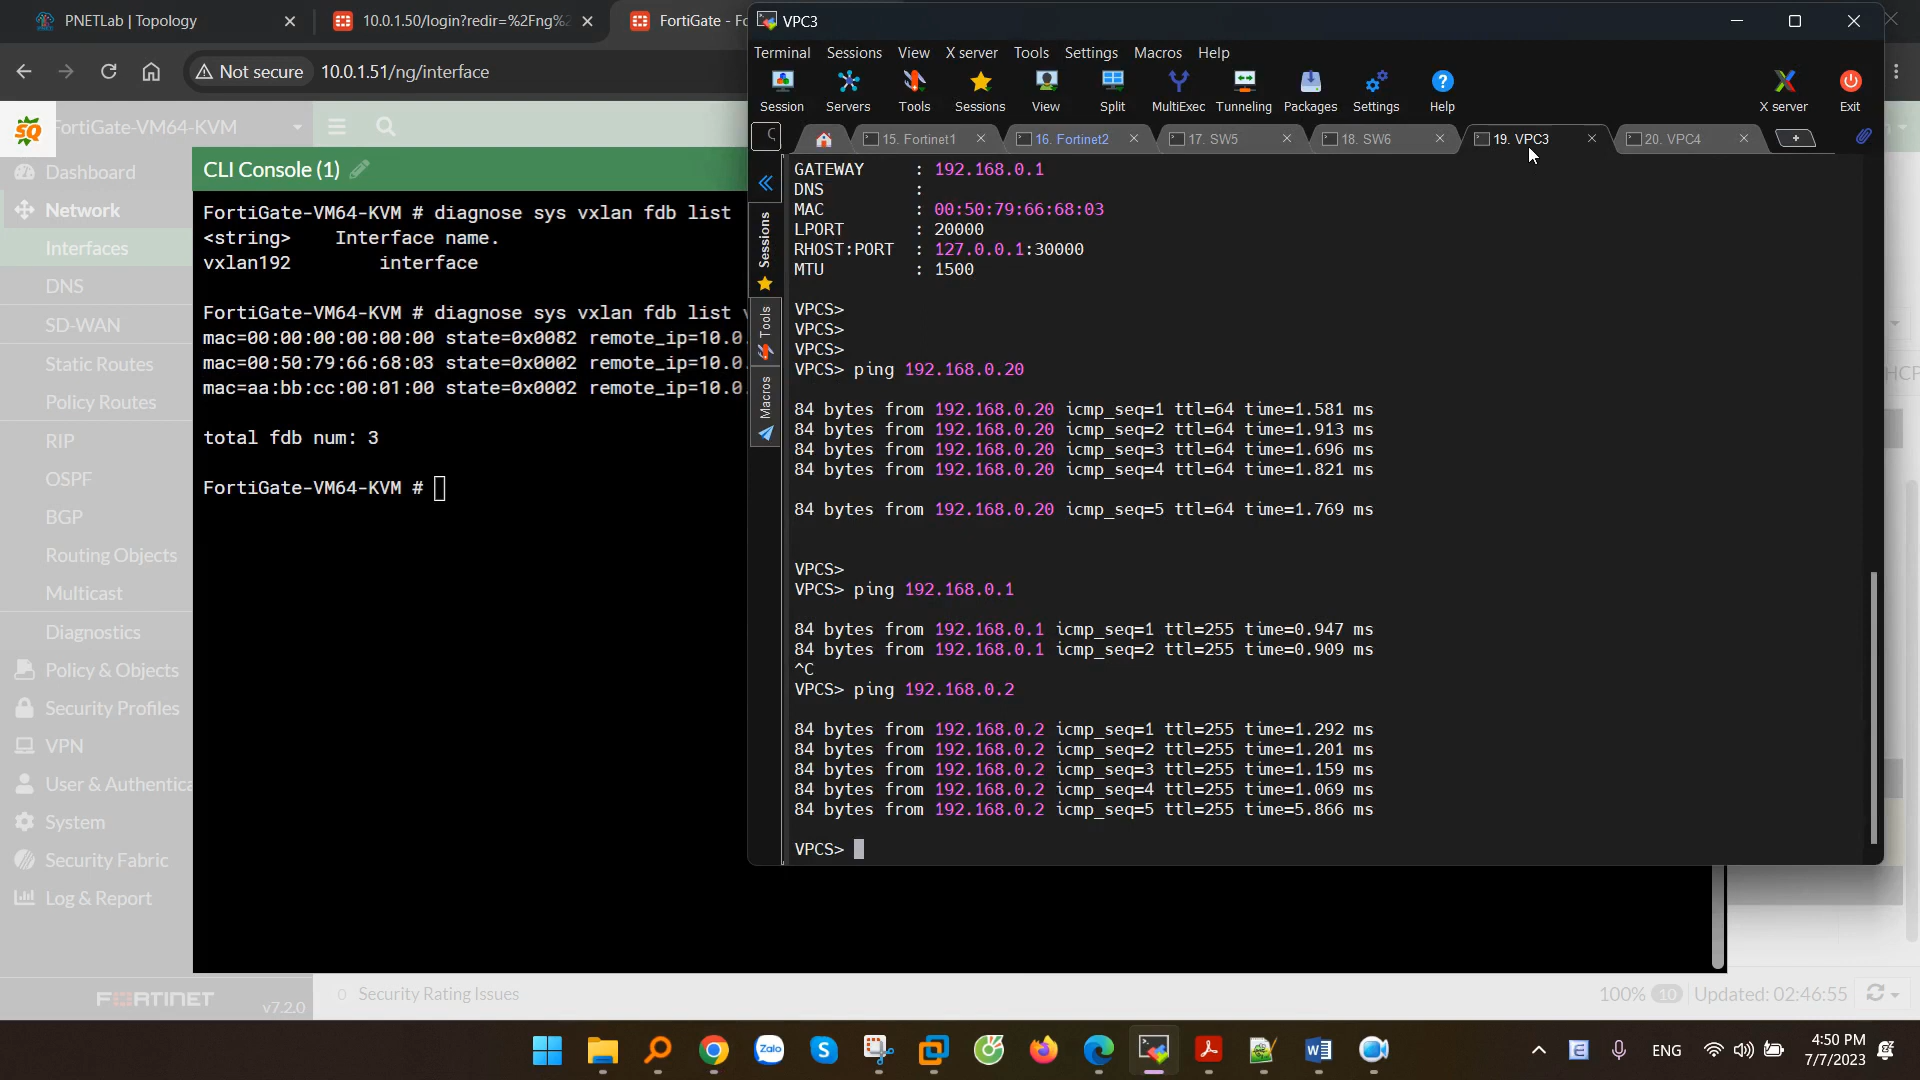 PNETLab | Topology
10.0.1.50/login?redir=%2Fng%2
FortiGate - Fo
Not secure
10.0.1.51/ng/interface
FortiGate-VM64-KVM
Dashboard
Network
Interfaces
DNS
SD-WAN
Static Routes
Policy Routes
RIP
OSPF
BGP
Routing Objects
Multicast
Diagnostics
Policy & Objects
Security Profiles
VPN
User & Authentica
System
Security Fabric
Log & Report
FORTINET
v7.2.0
CLI Console (1)
FortiGate-VM64-KVM # diagnose sys vxlan fdb list
<string> Interface name.
vxlan192 interface
FortiGate-VM64-KVM # diagnose sys vxlan fdb list
mac=00:00:00:00:00:00 state=0x0082 remote_ip=10.0.
mac=00:50:79:66:68:03 state=0x0002 remote_ip=10.0.
mac=aa:bb:cc:00:01:00 state=0x0002 remote_ip=10.0.
total fdb num: 3
FortiGate-VM64-KVM #
0 Security Rating Issues
100% 10 Updated: 02:46:55
HCP
VPC3
Terminal Sessions View X server Tools Settings Macros Help
Session Servers Tools Sessions View Split MultiExec Tunneling Packages Settings Help X server Exit
15. Fortinet1
16. Fortinet2
17. SW5
18. SW6
19. VPC3
20. VPC4
Sessions
Tools
Macros
GATEWAY : 192.168.0.1
DNS :
MAC : 00:50:79:66:68:03
LPORT : 20000
RHOST:PORT : 127.0.0.1:30000
MTU : 1500
VPCS>
VPCS>
VPCS>
VPCS> ping 192.168.0.20
84 bytes from 192.168.0.20 icmp_seq=1 ttl=64 time=1.581 ms
84 bytes from 192.168.0.20 icmp_seq=2 ttl=64 time=1.913 ms
84 bytes from 192.168.0.20 icmp_seq=3 ttl=64 time=1.696 ms
84 bytes from 192.168.0.20 icmp_seq=4 ttl=64 time=1.821 ms
84 bytes from 192.168.0.20 icmp_seq=5 ttl=64 time=1.769 ms
VPCS>
VPCS> ping 192.168.0.1
84 bytes from 192.168.0.1 icmp_seq=1 ttl=255 time=0.947 ms
84 bytes from 192.168.0.1 icmp_seq=2 ttl=255 time=0.909 ms
^C
VPCS> ping 192.168.0.2
84 bytes from 192.168.0.2 icmp_seq=1 ttl=255 time=1.292 ms
84 bytes from 192.168.0.2 icmp_seq=2 ttl=255 time=1.201 ms
84 bytes from 192.168.0.2 icmp_seq=3 ttl=255 time=1.159 ms
84 bytes from 192.168.0.2 icmp_seq=4 ttl=255 time=1.069 ms
84 bytes from 192.168.0.2 icmp_seq=5 ttl=255 time=5.866 ms
VPCS>
Zalo
ENG
4:50 PM
7/7/2023